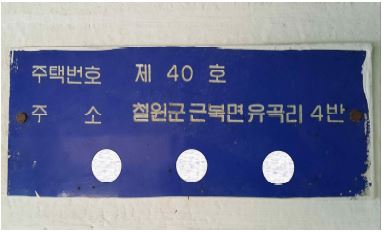 주택번호 제 40 호
주 소 철원군 근북면 유곡리 4반